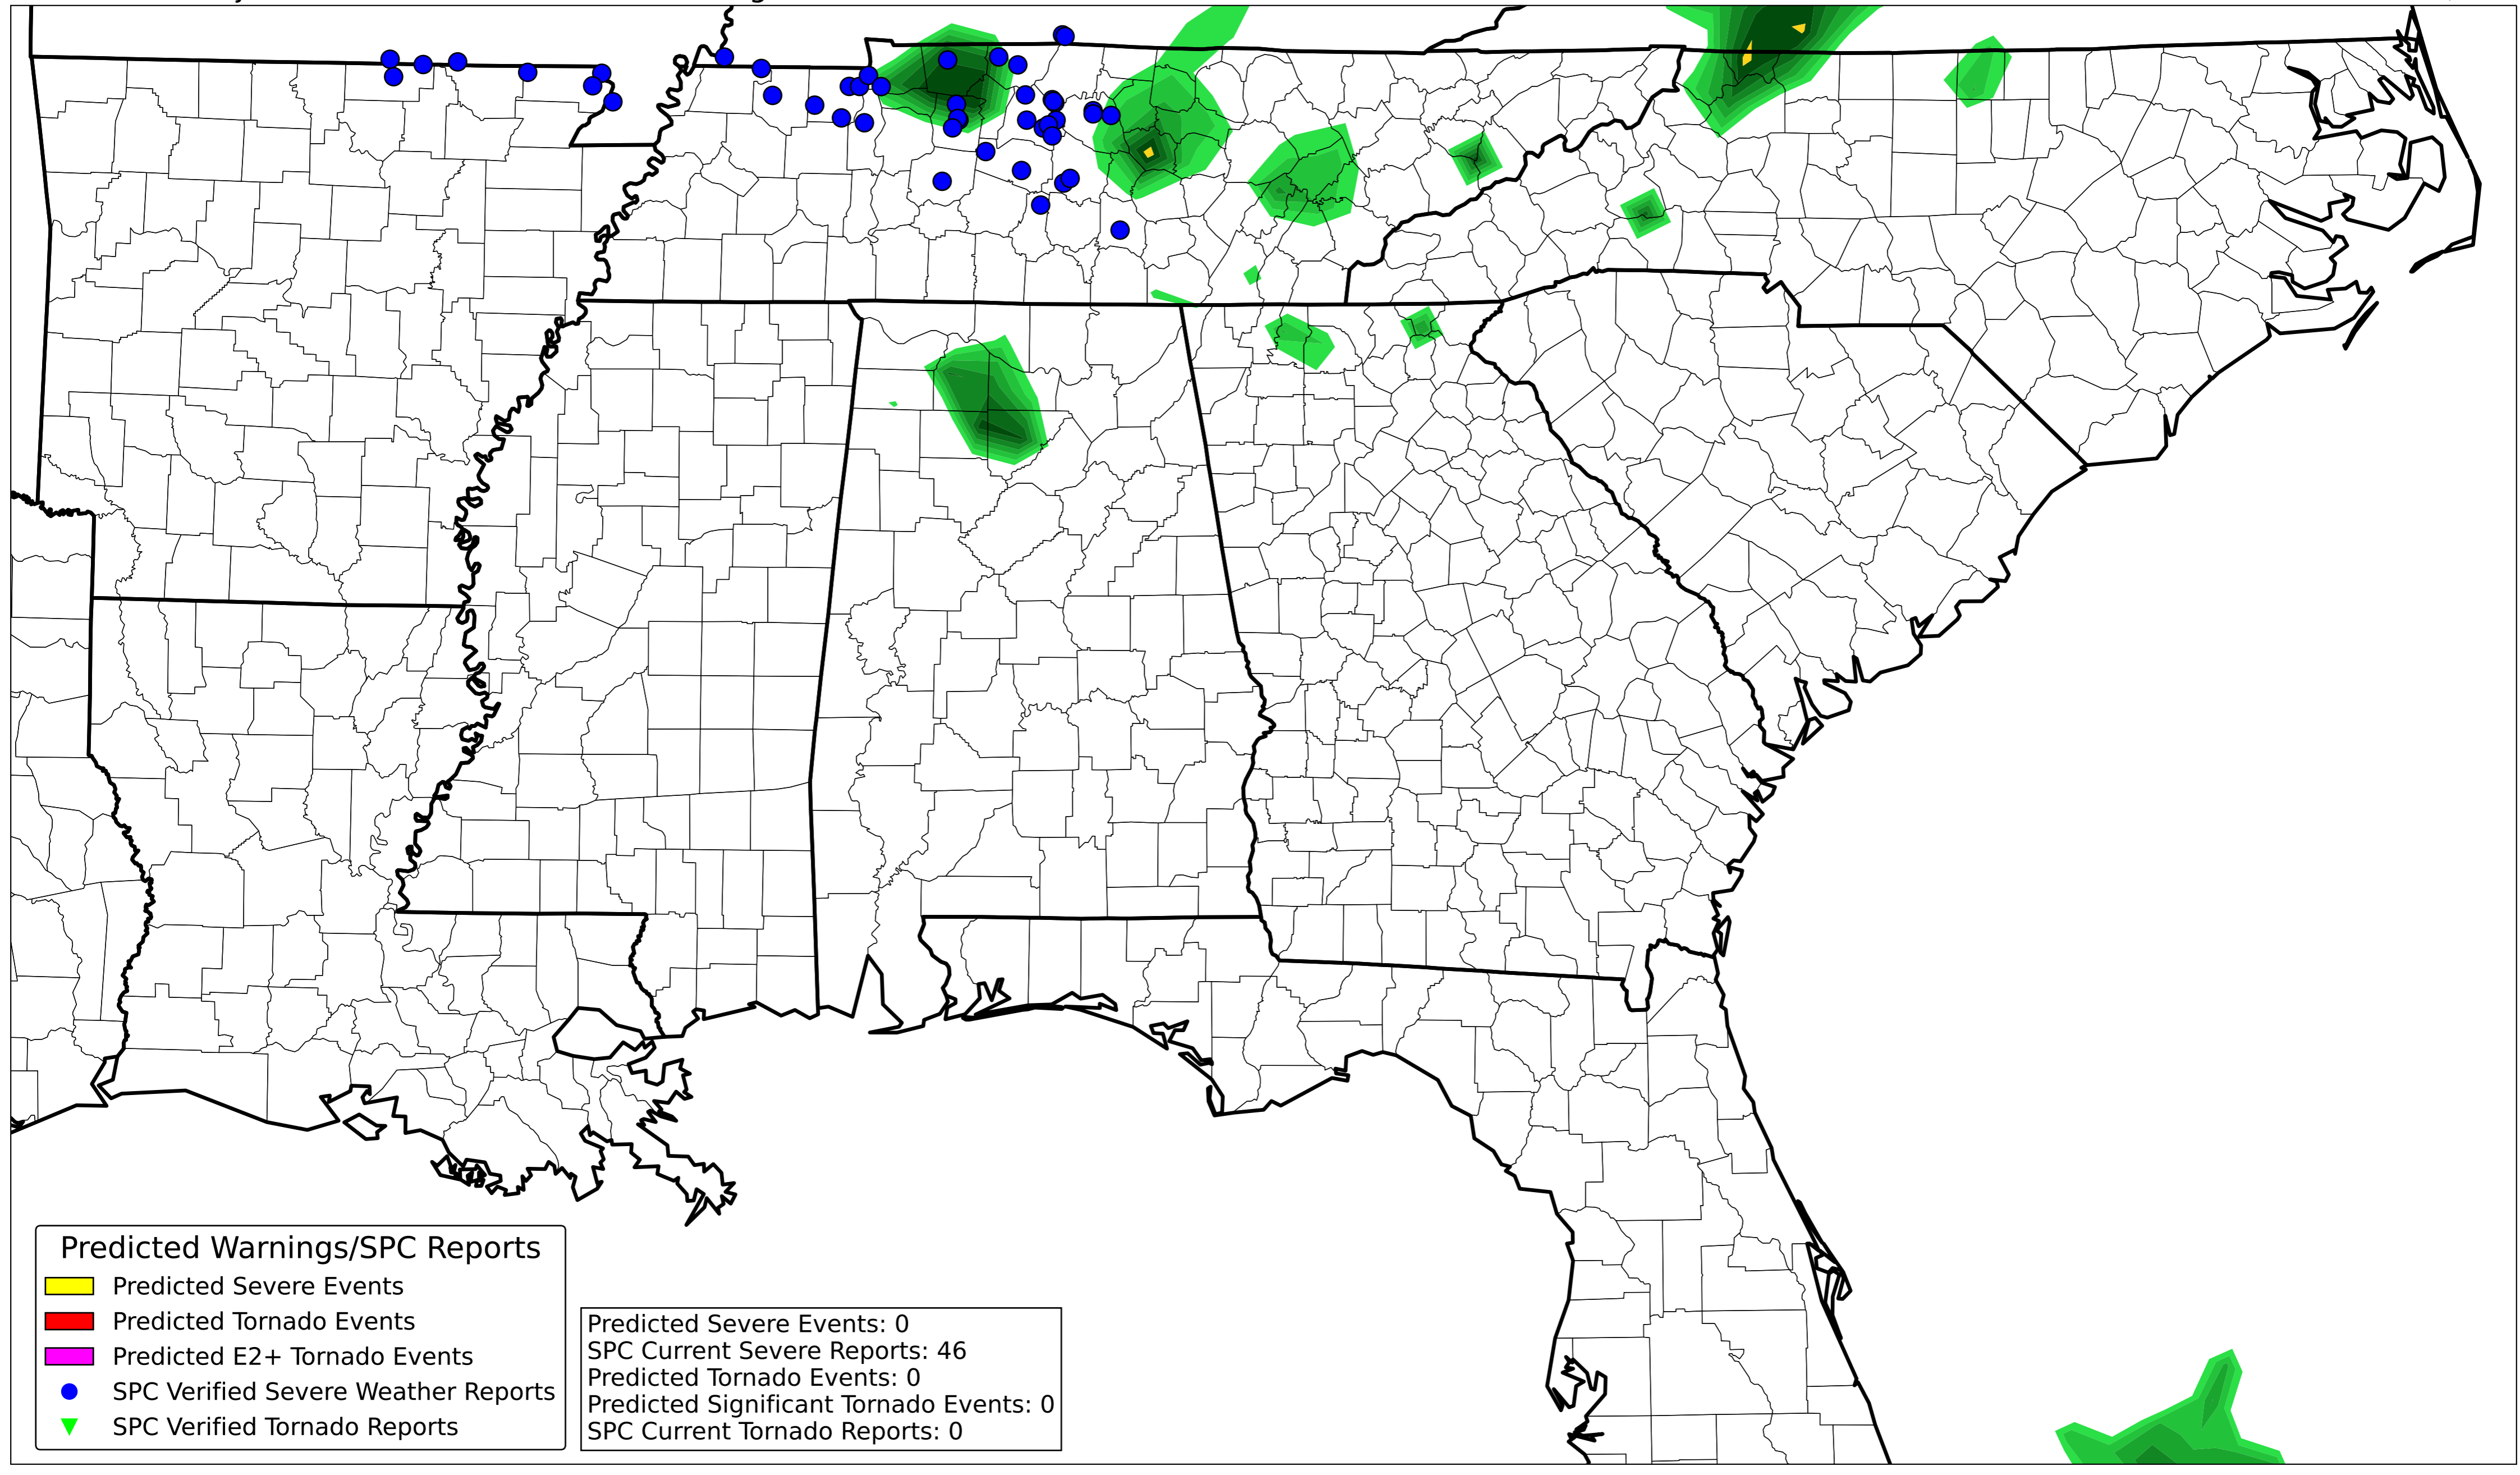 Predicted Warnings/SPC Reports
Predicted Severe Events
Predicted Tornado Events
Predicted E2+ Tornado Events
SPC Verified Severe Weather Reports
SPC Verified Tornado Reports
Predicted Severe Events: 0
SPC Current Severe Reports: 46
Predicted Tornado Events: 0
Predicted Significant Tornado Events: 0
SPC Current Tornado Reports: 0